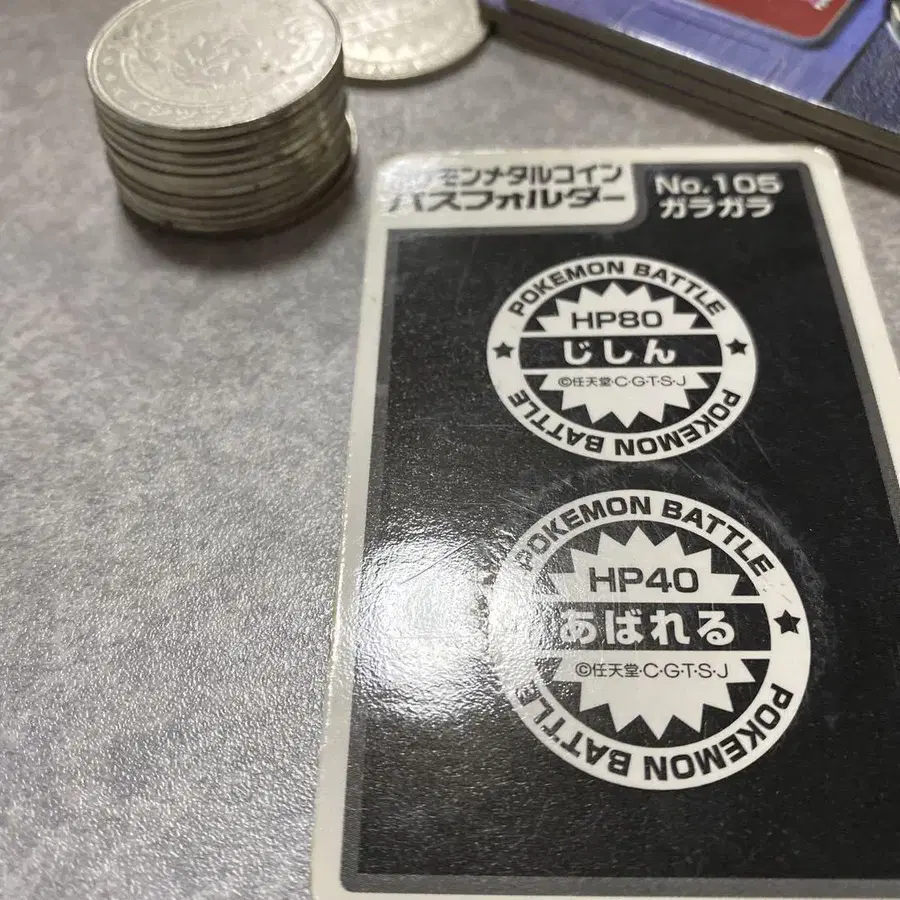 ポケモンメタルコイン
パスフォルダー
No.105
ガラガラ
POKEMON BATTLE
HP80
じしん
©任天堂・C・G・T・S・J
POKEMON BATTLE
POKEMON BATTLE
HP40
あばれる
©任天堂・C・G・T・S・J
POKEMON BATTLE